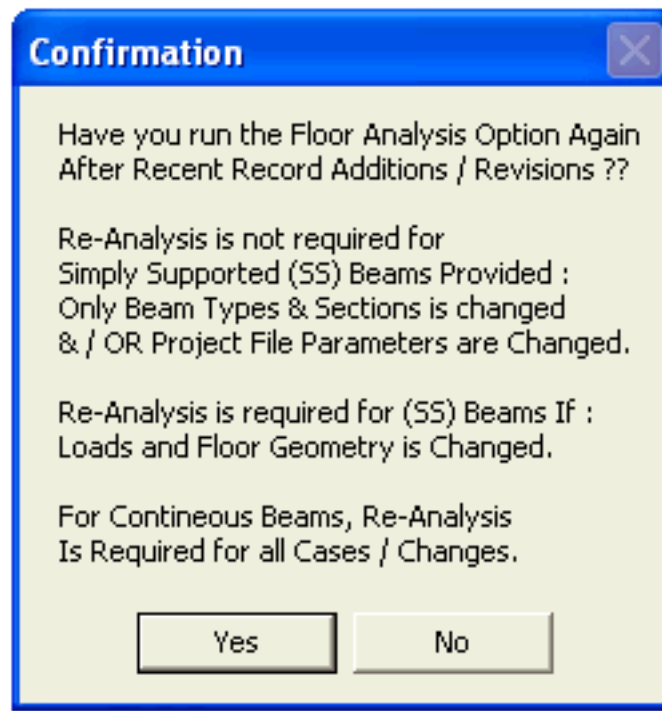 Confirmation
Have you run the Floor Analysis Option Again
After Recent Record Additions / Revisions ??
Re-Analysis is not required for
Simply Supported (SS) Beams Provided :
Only Beam Types & Sections is changed
& / OR Project File Parameters are Changed.
Re-Analysis is required for (SS) Beams If :
Loads and Floor Geometry is Changed.
For Contineous Beams, Re-Analysis
Is Required for all Cases / Changes.
Yes
No